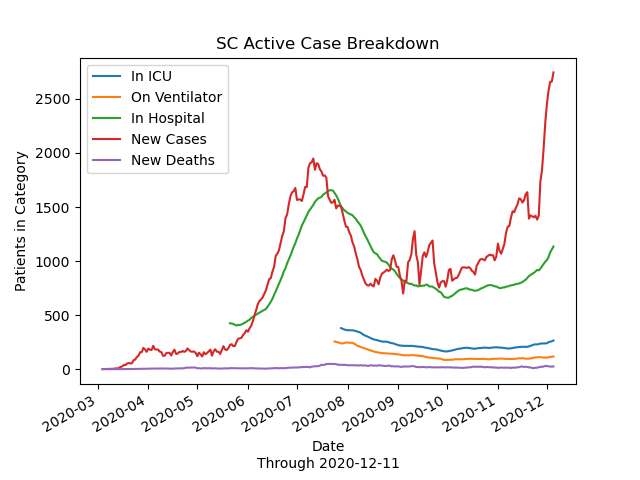 SC Active Case Breakdown
In ICU
On Ventilator
In Hospital
New Cases
New Deaths
Patients in Category
2500
2000
1500
1000
500
0
2020-03 2020-04 2020-05 2020-06 2020-07 2020-08 2020-09 2020-10 2020-11 2020-12
Date
Through 2020-12-11